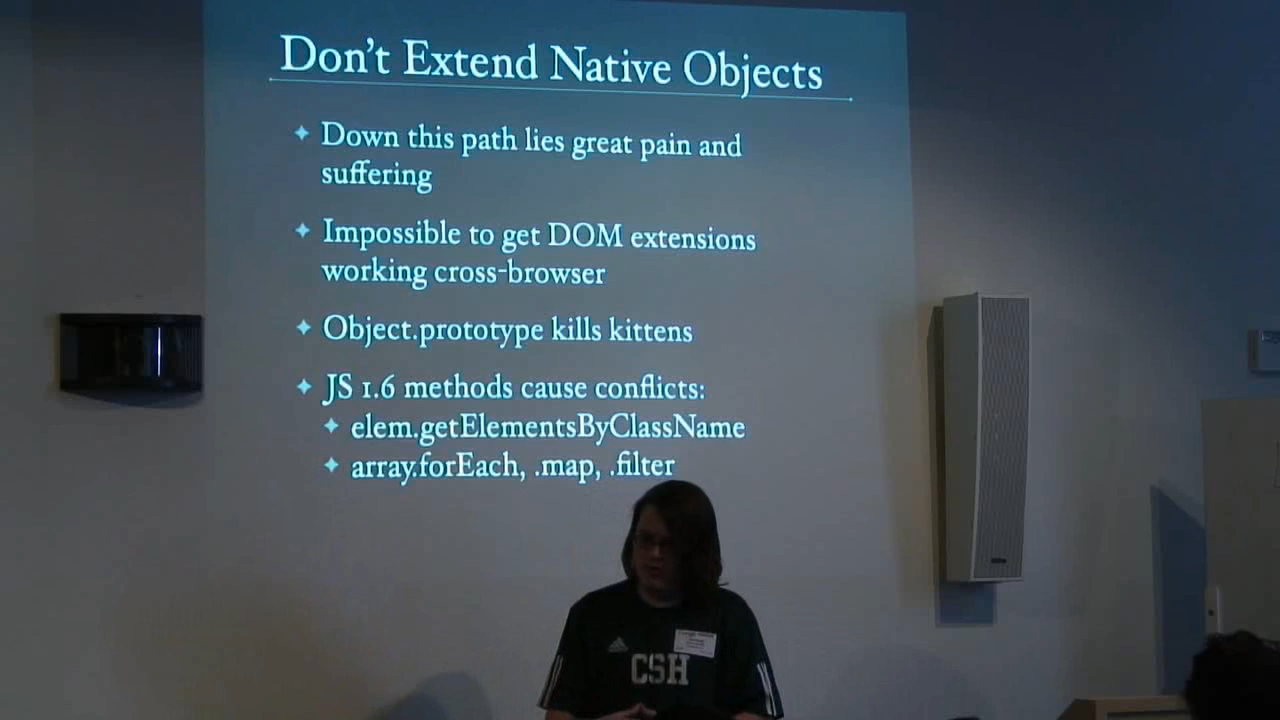 Don't Extend Native Objects
Down this path lies great pain and
suffering
Impossible to get DOM extensions
working cross-browser
Object.prototype kills kittens
JS 1.6 methods cause conflicts:
elem.getElementsByClassName
array.forEach, .map, .filter
adidas
CSH